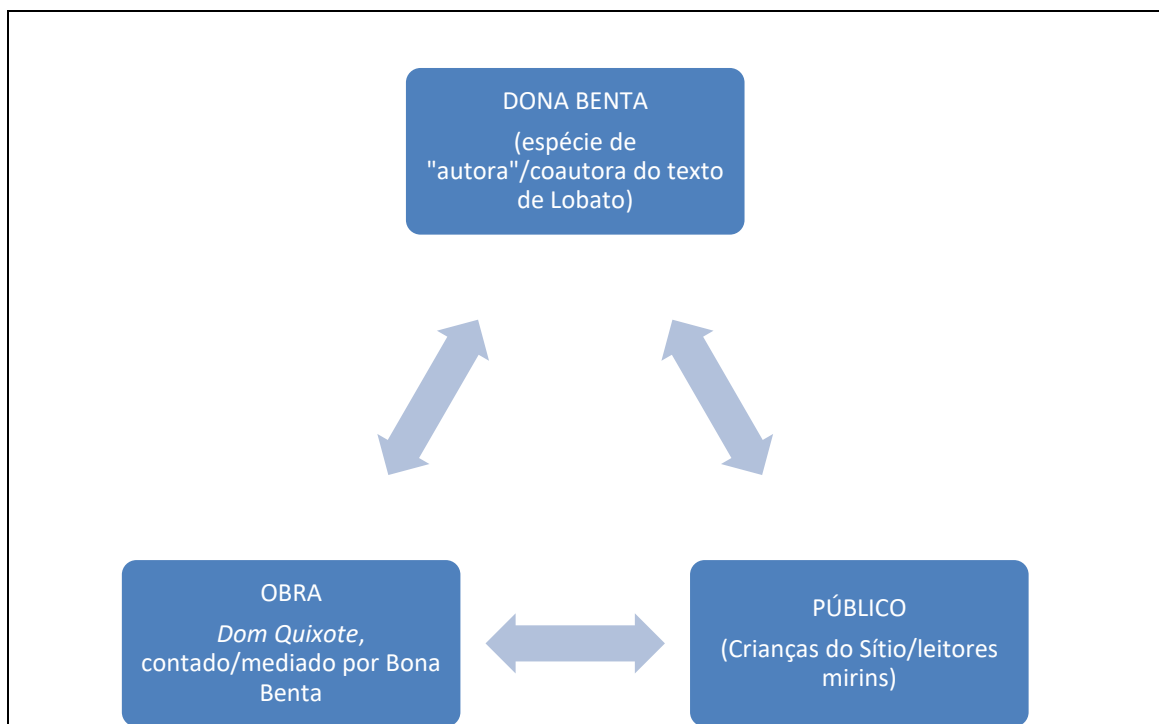 DONA BENTA
(espécie de
"autora"/coautora do texto
de Lobato)
OBRA
Dom Quixote,
contado/mediado por Bona
Benta
PÚBLICO
(Crianças do Sítio/leitores
mirins)